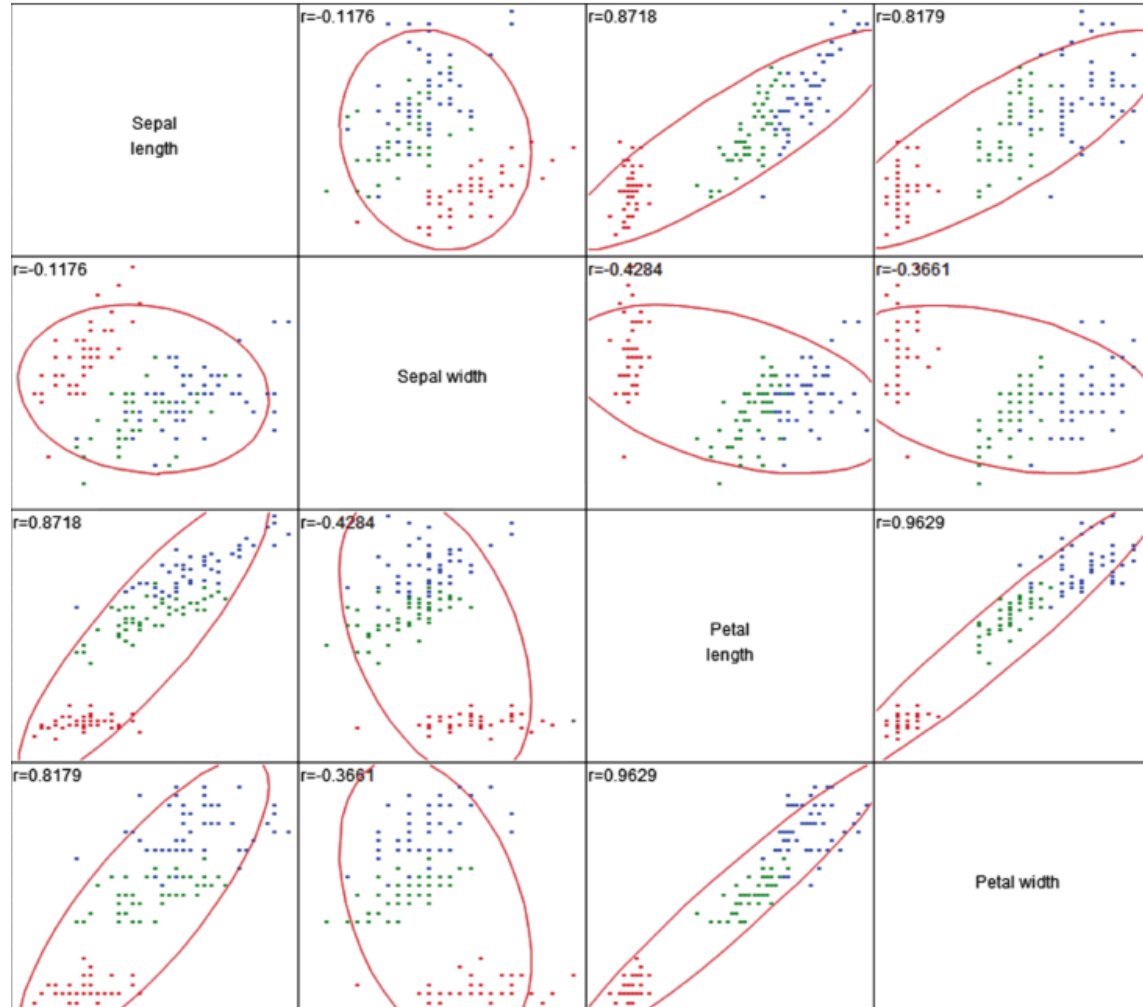 r=-0.1176
r=0.8718
r=0.8179
Sepal
length
r=-0.1176
r=-0.4284
r=-0.3661
Sepal width
r=0.8718
r=-0.4284
r=0.9629
Petal
length
r=0.8179
r=-0.3661
r=0.9629
Petal width